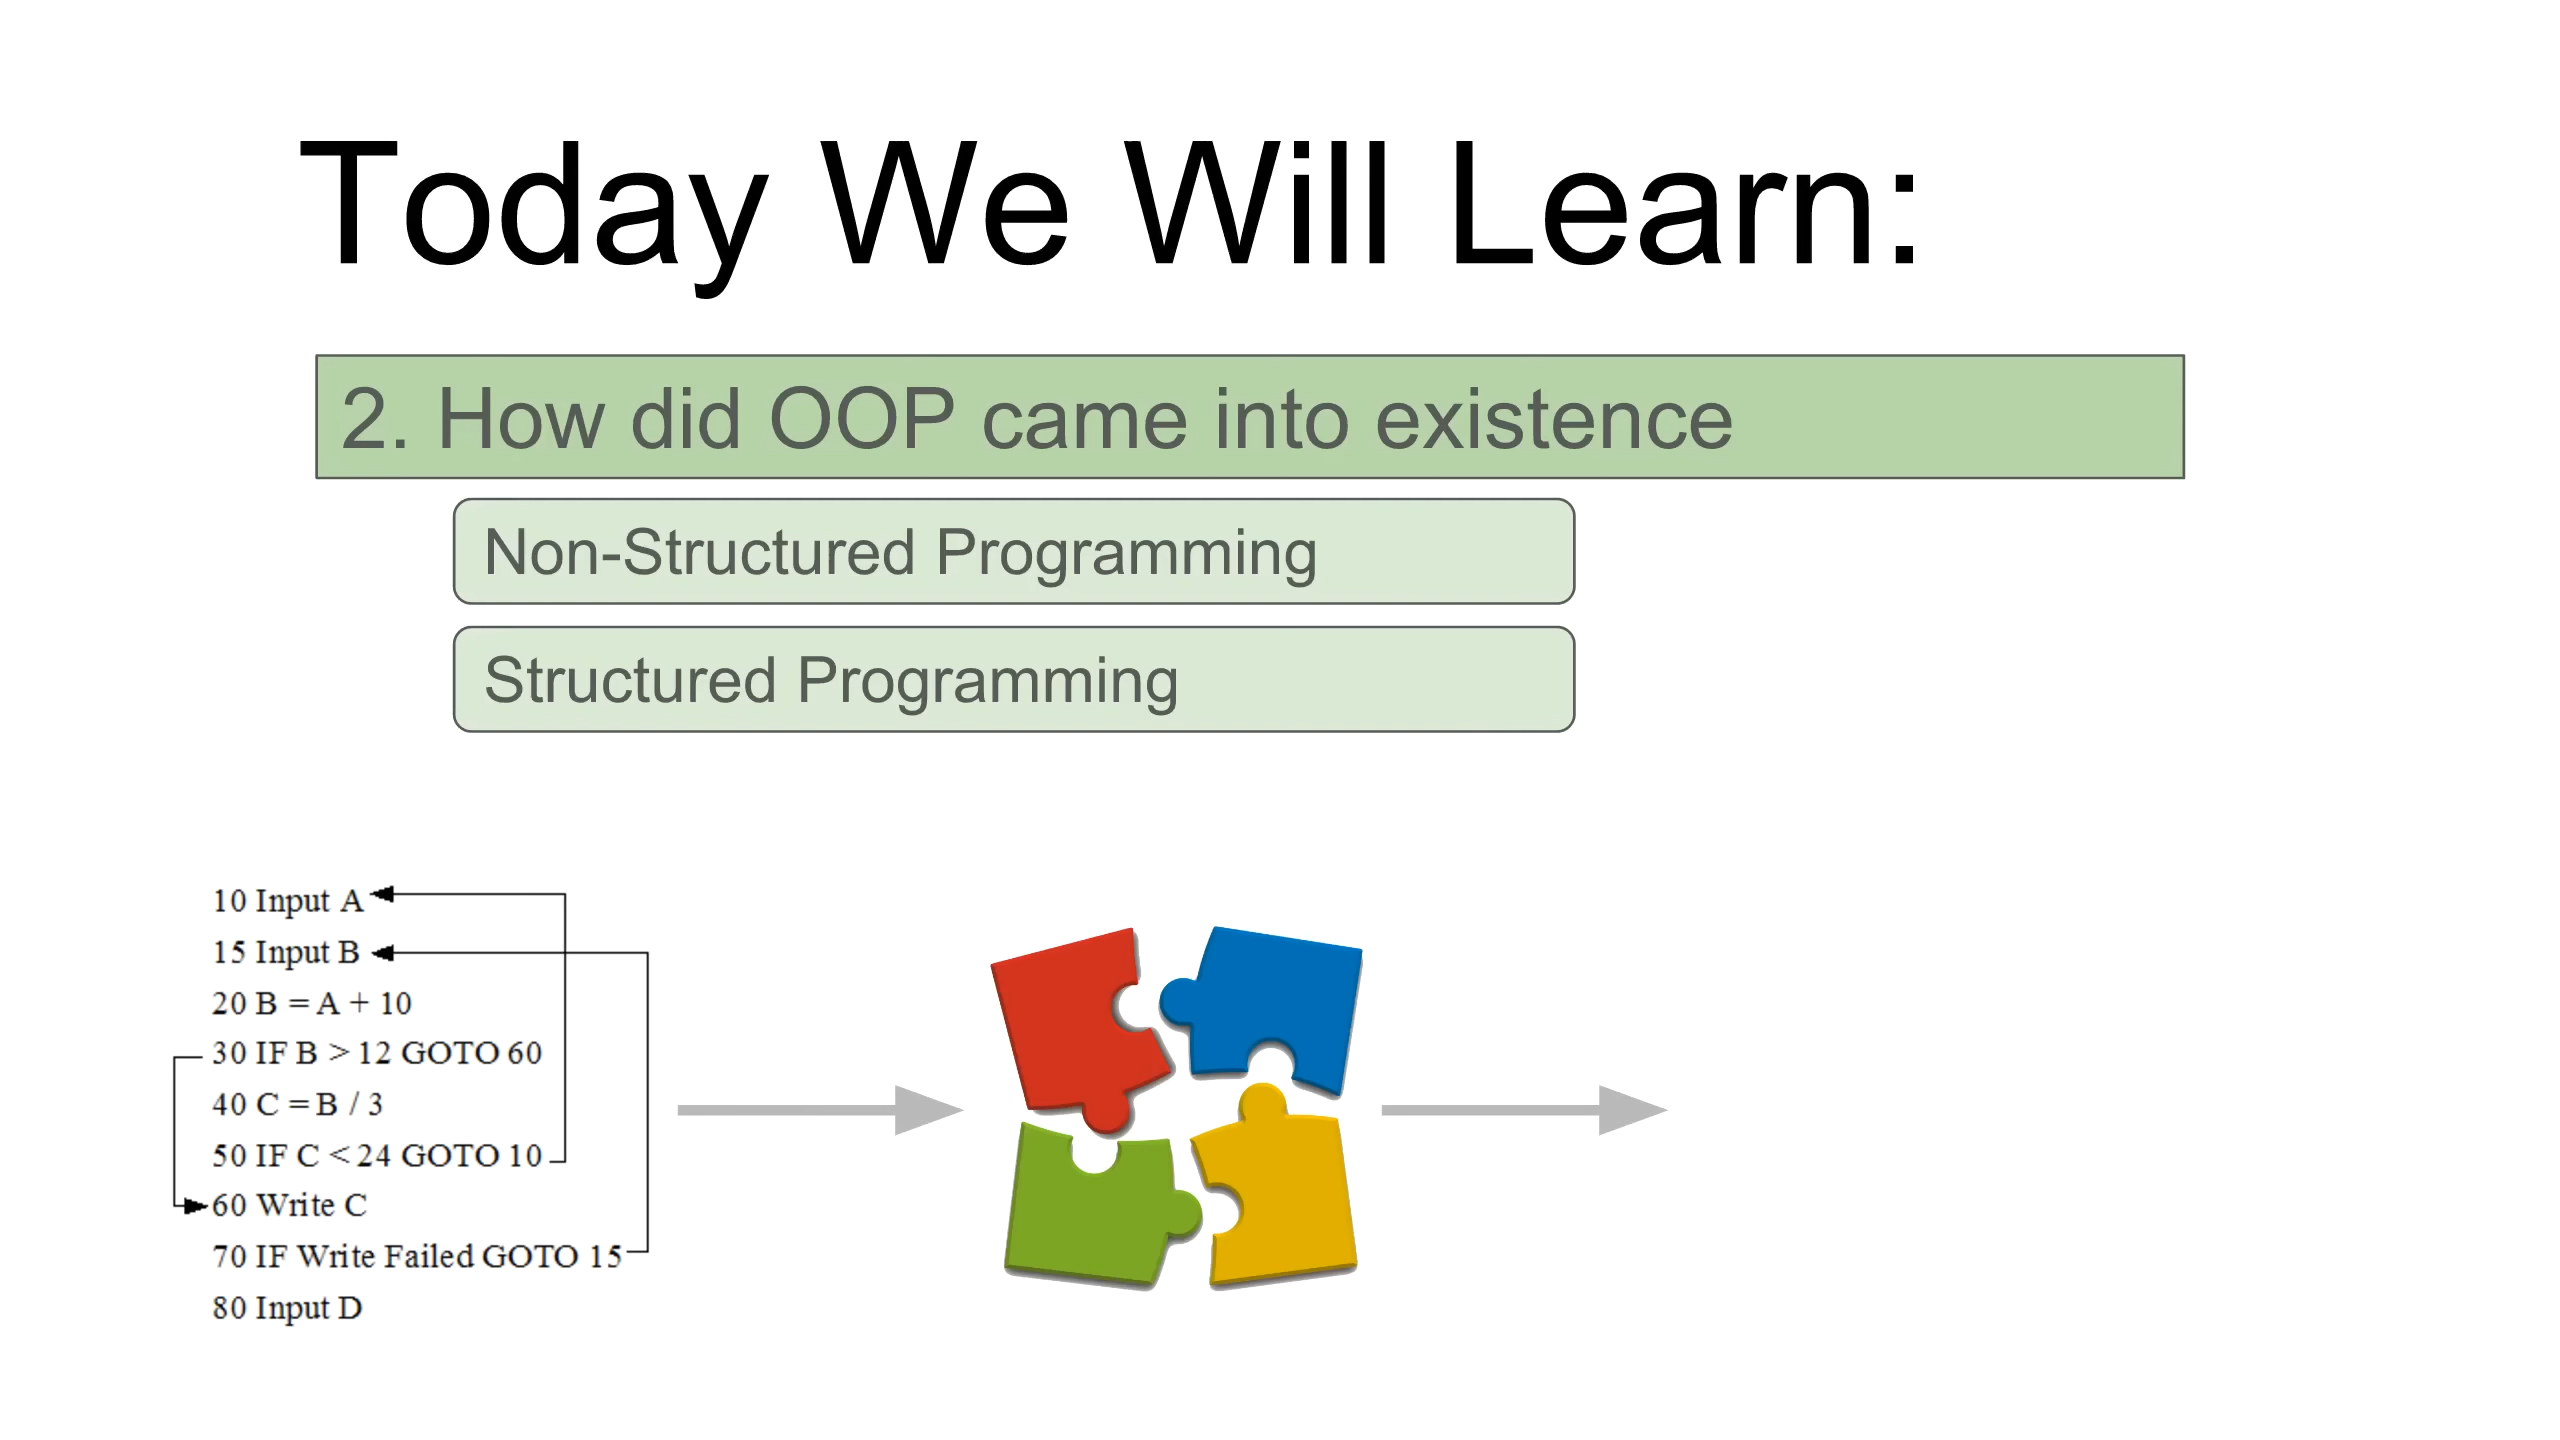 Today We Will Learn:
2. How did OOP came into existence
Non-Structured Programming
Structured Programming
10 Input A
15 Input B
20 B = A + 10
30 IF B > 12 GOTO 60
40 C = B / 3
50 IF C < 24 GOTO 10
60 Write C
70 IF Write Failed GOTO 15
80 Input D